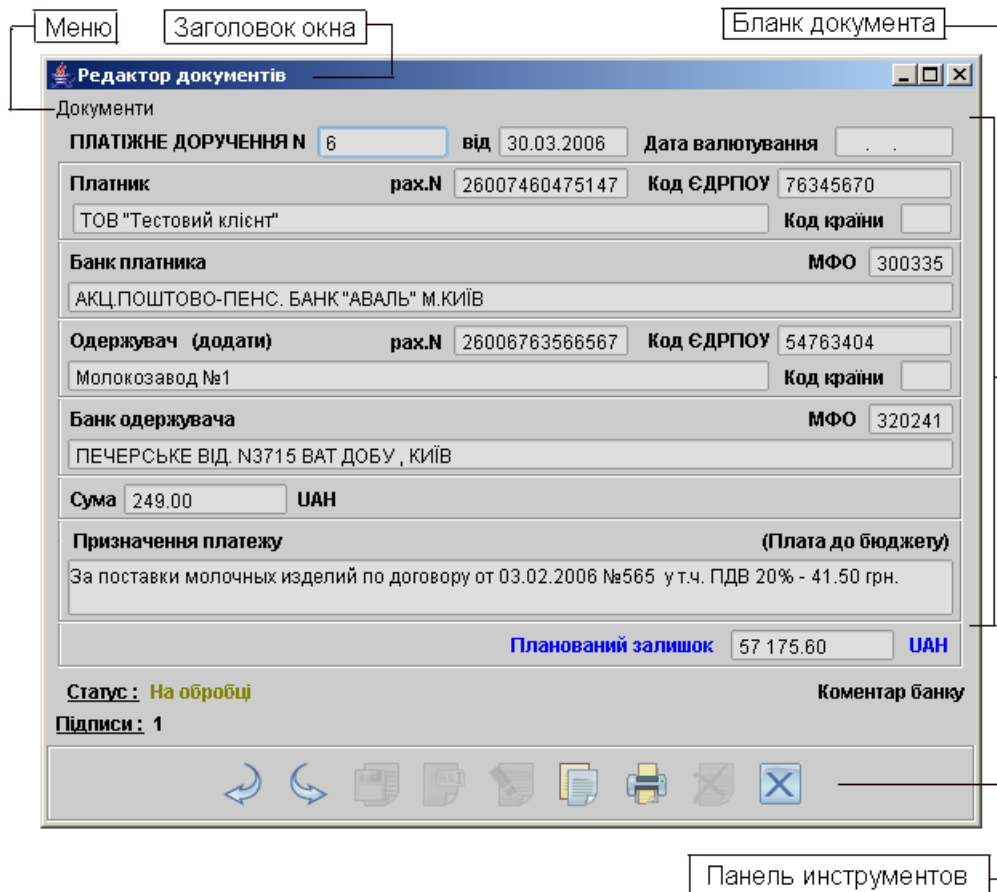 Меню
Заголовок окна
Бланк документа
Редактор документів
Документи
ПЛАТІЖНЕ ДОРУЧЕННЯ N 6 від 30.03.2006 Дата валютування . .
Платник рах.N 26007460475147 Код ЄДРПОУ 76345670
ТОВ "Тестовий клієнт" Код країни
Банк платника МФО 300335
АКЦ.ПОШТОВО-ПЕНС. БАНК "АВАЛЬ" М.КИЇВ
Одержувач (додати) рах.N 26006763566567 Код ЄДРПОУ 54763404
Молокозавод №1 Код країни
Банк одержувача МФО 320241
ПЕЧЕРСЬКЕ ВІД. N3715 ВАТ ДОБУ , КИЇВ
Сума 249.00 UAH
Призначення платежу (Плата до бюджету)
За поставки молочных изделий по договору от 03.02.2006 №565 у т.ч. ПДВ 20% - 41.50 грн.
Планований залишок 57 175.60 UAH
Статус : На обробці Коментар банку
Підписи : 1
Панель инструментов